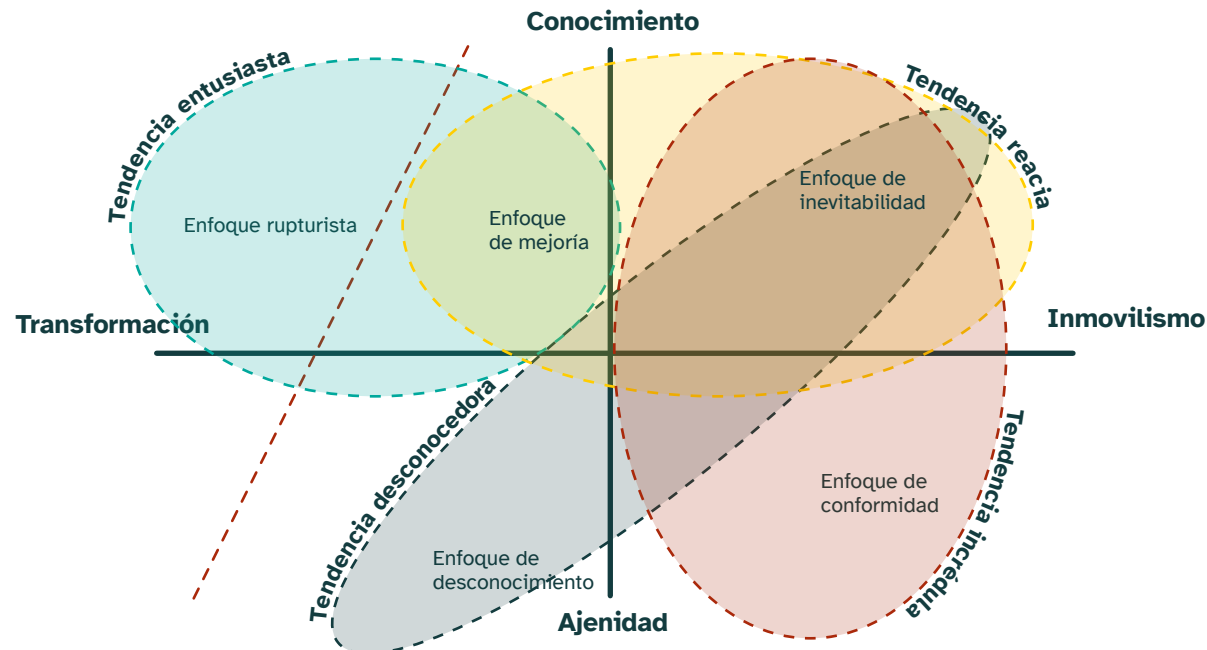 Conocimiento
Tendencia entusiasta
Tendencia reacia
Enfoque de
inevitabilidad
Enfoque rupturista
Enfoque
de mejoría
Transformación
Inmovilismo
Tendencia desconocedora
Tendencia incrédula
Enfoque de
conformidad
Enfoque de
desconocimiento
Ajenidad